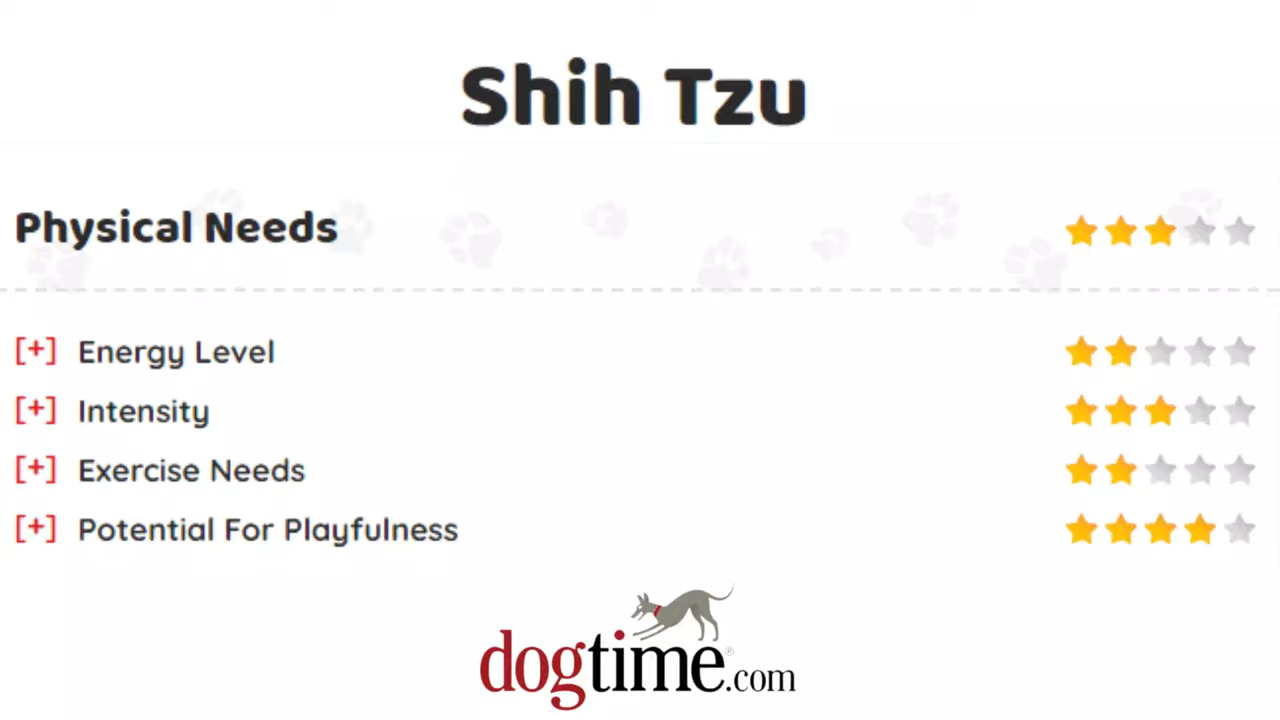 Shih Tzu
Physical Needs
[+] Energy Level
[+] Intensity
[+] Exercise Needs
[+] Potential For Playfulness
dogtime®.com